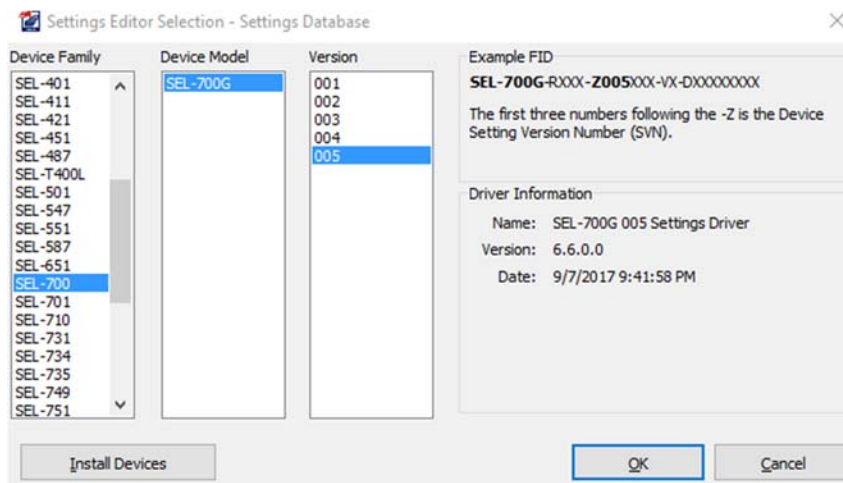 Settings Editor Selection - Settings Database
Device Family
SEL-401
SEL-411
SEL-421
SEL-451
SEL-487
SEL-T400L
SEL-501
SEL-547
SEL-551
SEL-587
SEL-651
SEL-700
SEL-701
SEL-710
SEL-731
SEL-734
SEL-735
SEL-749
SEL-751
Device Model
SEL-700G
Version
001
002
003
004
005
Example FID
SEL-700G-RXXX-Z005XXX-VX-DXXXXXXXX
The first three numbers following the -Z is the Device
Setting Version Number (SVN).
Driver Information
Name: SEL-700G 005 Settings Driver
Version: 6.6.0.0
Date: 9/7/2017 9:41:58 PM
Install Devices
OK
Cancel